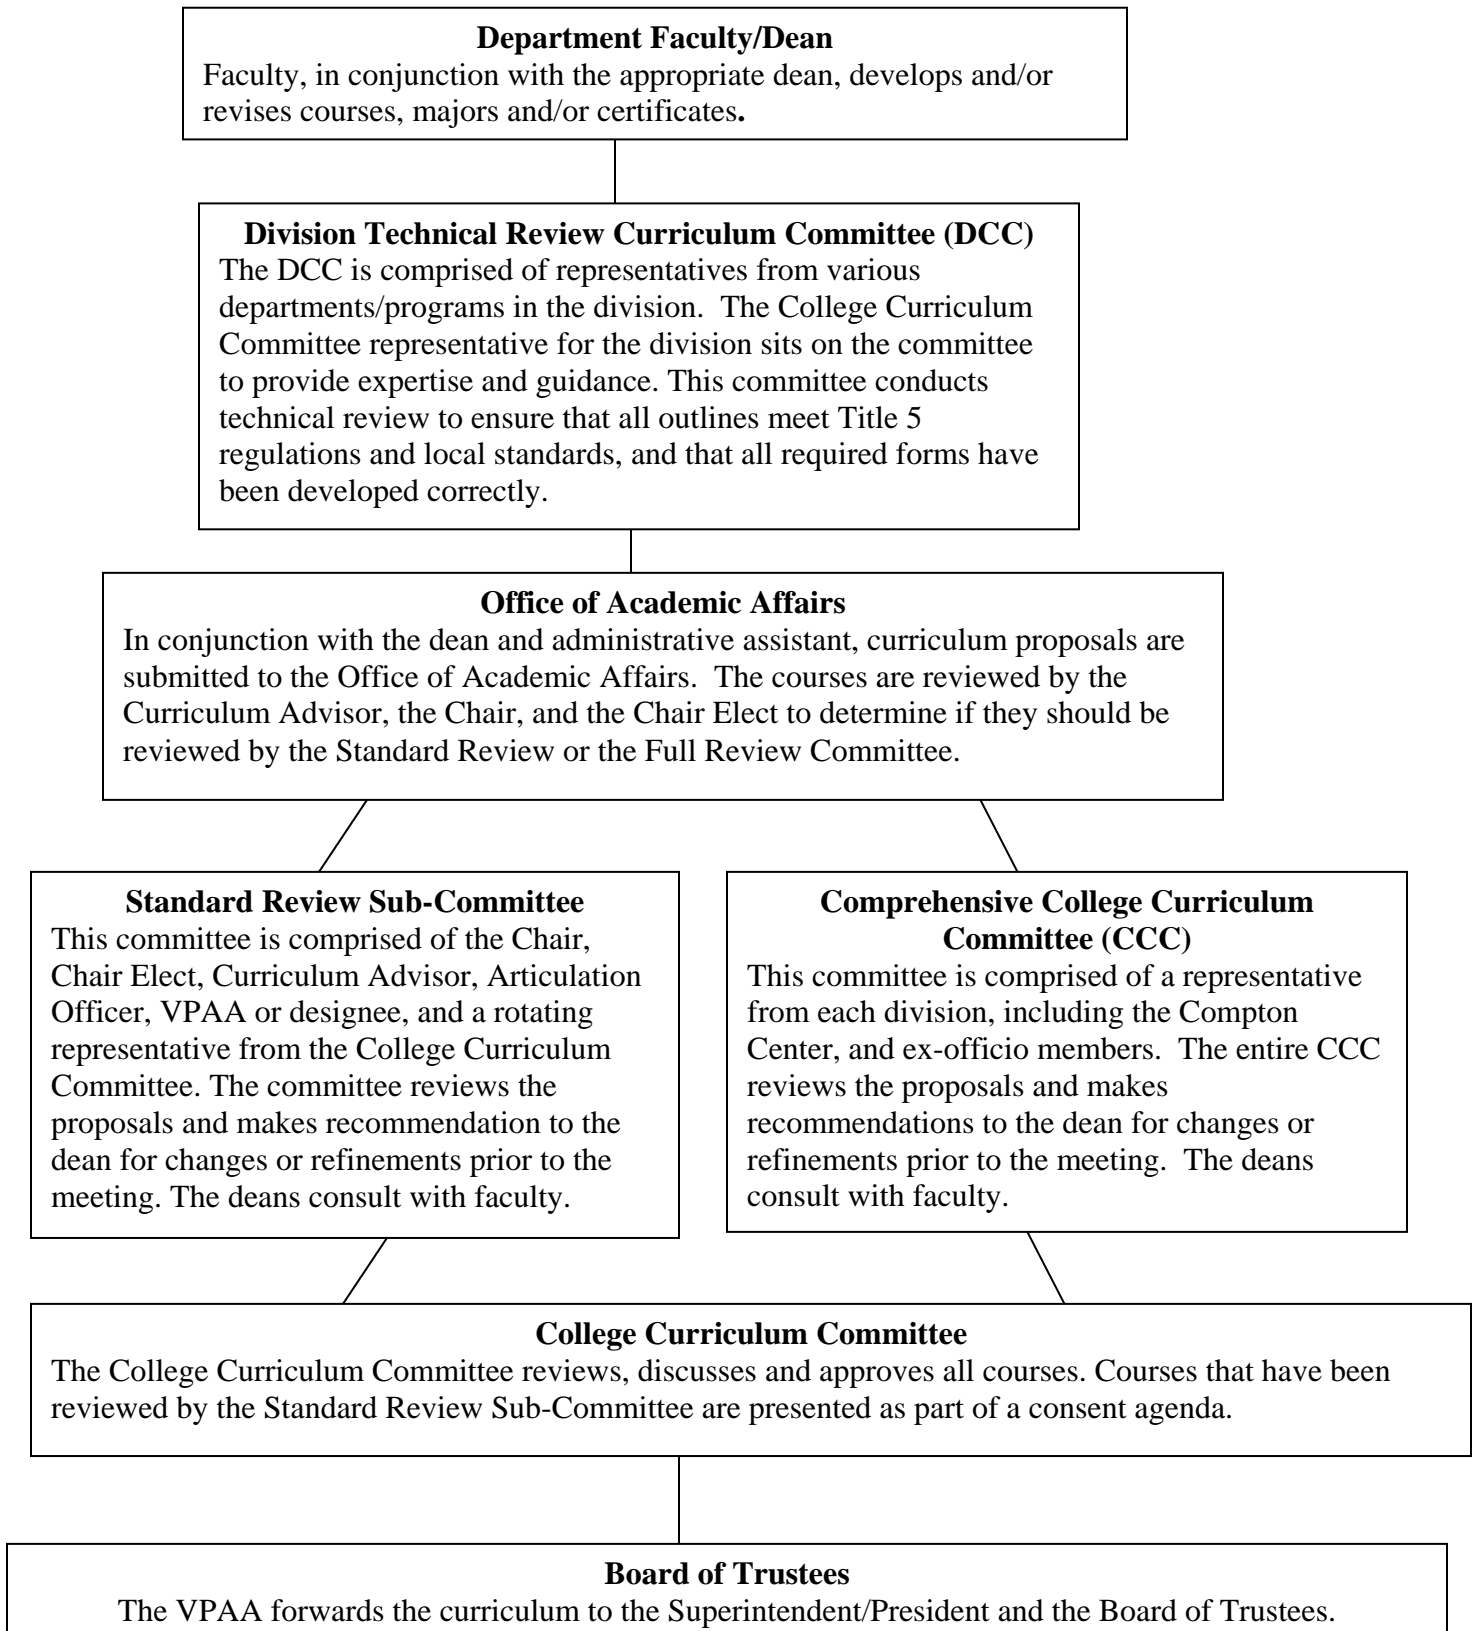 Department Faculty/Dean
Faculty, in conjunction with the appropriate dean, develops and/or
revises courses, majors and/or certificates.
Division Technical Review Curriculum Committee (DCC)
The DCC is comprised of representatives from various
departments/programs in the division.  The College Curriculum
Committee representative for the division sits on the committee
to provide expertise and guidance. This committee conducts
technical review to ensure that all outlines meet Title 5
regulations and local standards, and that all required forms have
been developed correctly.
Office of Academic Affairs
In conjunction with the dean and administrative assistant, curriculum proposals are
submitted to the Office of Academic Affairs.  The courses are reviewed by the
Curriculum Advisor, the Chair, and the Chair Elect to determine if they should be
reviewed by the Standard Review or the Full Review Committee.
Standard Review Sub-Committee
This committee is comprised of the Chair,
Chair Elect, Curriculum Advisor, Articulation
Officer, VPAA or designee, and a rotating
representative from the College Curriculum
Committee. The committee reviews the
proposals and makes recommendation to the
dean for changes or refinements prior to the
meeting. The deans consult with faculty.
Comprehensive College Curriculum
Committee (CCC)
This committee is comprised of a representative
from each division, including the Compton
Center, and ex-officio members.  The entire CCC
reviews the proposals and makes
recommendations to the dean for changes or
refinements prior to the meeting.  The deans
consult with faculty.
College Curriculum Committee
The College Curriculum Committee reviews, discusses and approves all courses. Courses that have been
reviewed by the Standard Review Sub-Committee are presented as part of a consent agenda.
Board of Trustees
The VPAA forwards the curriculum to the Superintendent/President and the Board of Trustees.